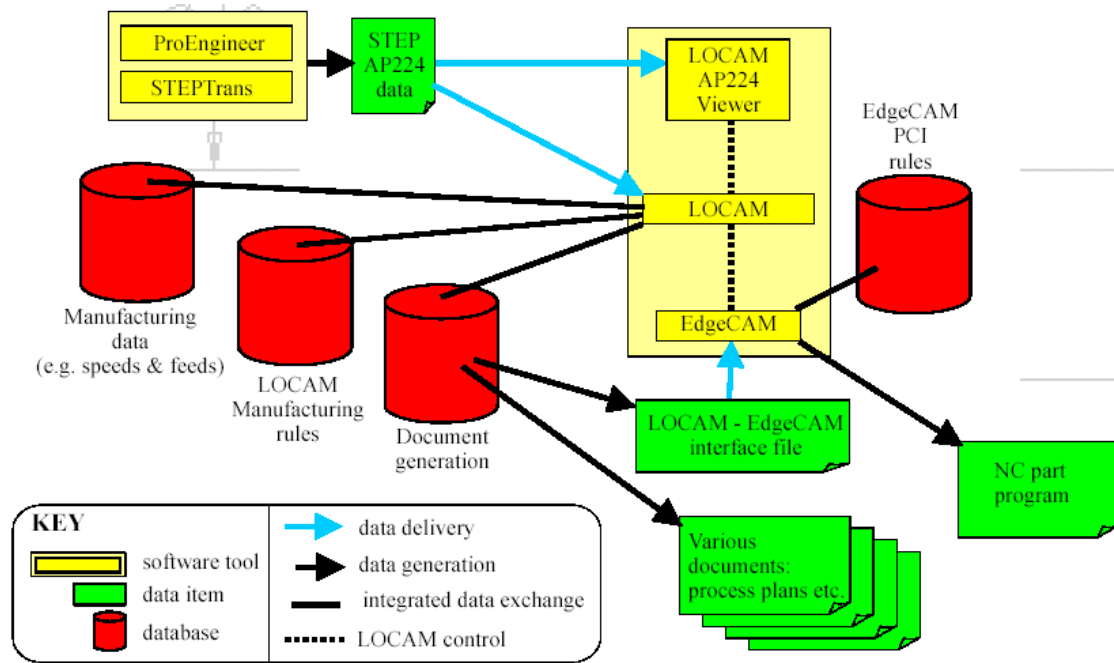 ProEngineer
STEPTrans
STEP
AP224
data
LOCAM
AP224
Viewer
EdgeCAM
PCI
rules
LOCAM
EdgeCAM
Manufacturing
data
(e.g. speeds & feeds)
LOCAM
Manufacturing
rules
Document
generation
LOCAM - EdgeCAM
interface file
NC part
program
Various
documents:
process plans etc.
KEY
software tool
data item
database
data delivery
data generation
integrated data exchange
LOCAM control